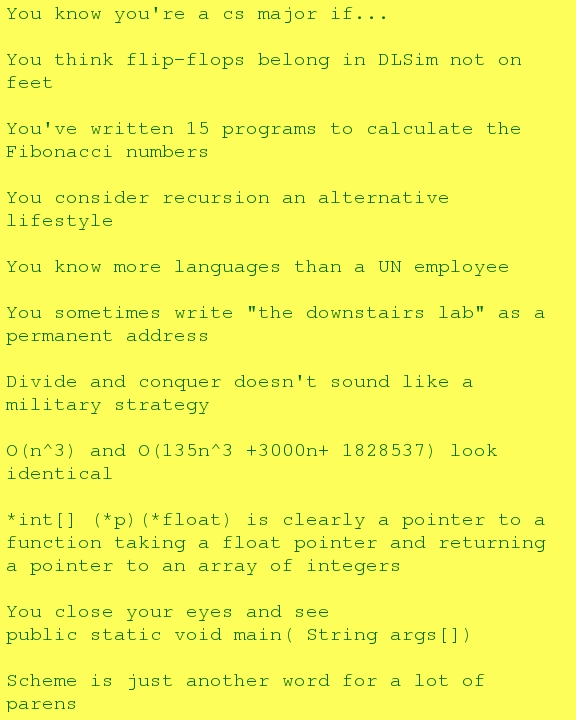 You know you're a cs major if...
You think flip-flops belong in DLSim not on
feet
You've written 15 programs to calculate the
Fibonacci numbers
You consider recursion an alternative
lifestyle
You know more languages than a UN employee
You sometimes write "the downstairs lab" as a
permanent address
Divide and conquer doesn't sound like a
military strategy
O(n^3) and O(135n^3 +3000n+ 1828537) look
identical
*int[] (*p)(*float) is clearly a pointer to a
function taking a float pointer and returning
a pointer to an array of integers
You close your eyes and see
public static void main( String args[])
Scheme is just another word for a lot of
parens